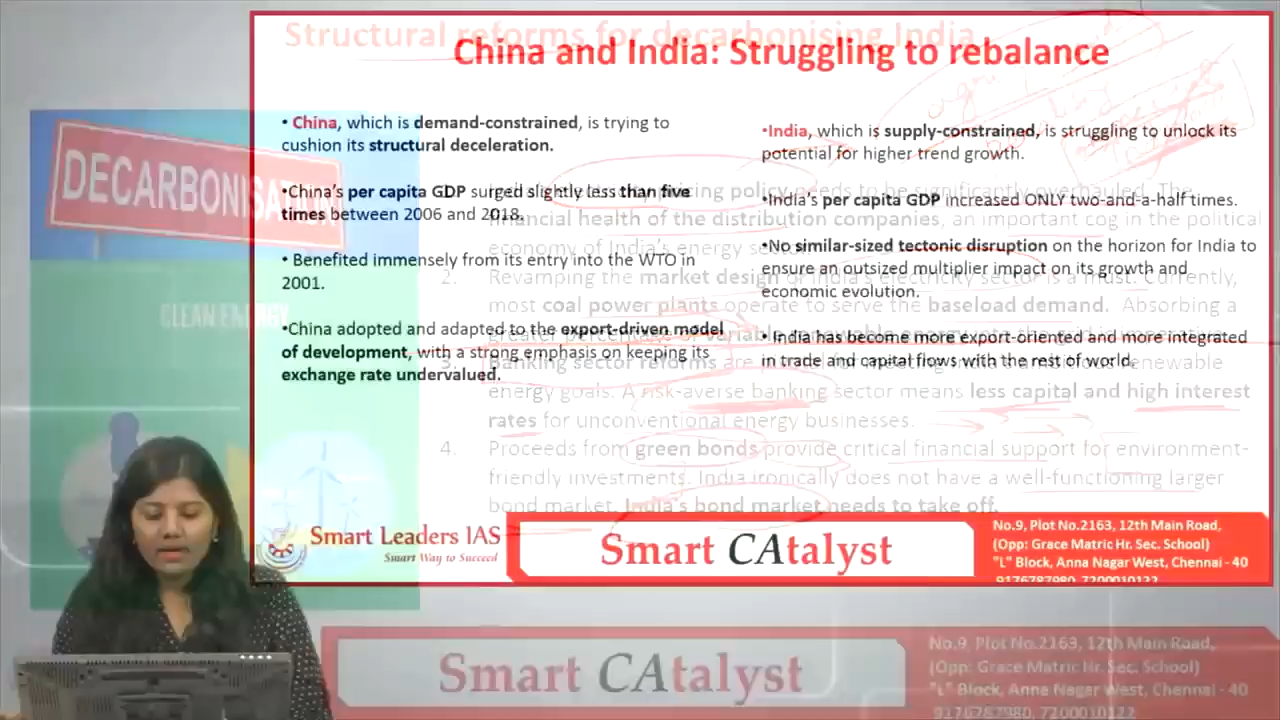 Structural reforms for decarbonising India
China and India: Struggling to rebalance
• China, which is demand-constrained, is trying to
cushion its structural deceleration.
•China's per capita GDP surged slightly less than five
times between 2006 and 2018.
• Benefited immensely from its entry into the WTO in
2001.
•China adopted and adapted to the export-driven model
of development, with a strong emphasis on keeping its
exchange rate undervalued.
•India, which is supply-constrained, is struggling to unlock its
potential for higher trend growth.
•India's per capita GDP increased ONLY two-and-a-half times.
•No similar-sized tectonic disruption on the horizon for India to
ensure an outsized multiplier impact on its growth and
economic evolution.
• India has become more export-oriented and more integrated
in trade and capital flows with the rest of world.
DECARBONISATION
CLEAN ENERGY
policy needs to be significantly overhauled. The
financial health of the distribution companies, an important cog in the political
economy of India's energy sector.
2. Revamping the market design of India's electricity sector is a must. Currently,
most coal power plants operate to serve the baseload demand. Absorbing a
3. Banking sector reforms are renewable
energy goals. A risk-averse banking sector means less capital and high interest
rates for unconventional energy businesses.
4. Proceeds from green bonds provide critical financial support for environment-
friendly investments. India ironically does not have a well-functioning larger
bond market. India's bond market needs to take off.
Smart Leaders IAS
Smart Way to Succeed
Smart CAtalyst
No.9, Plot No.2163, 12th Main Road,
(Opp: Grace Matric Hr. Sec. School)
"L" Block, Anna Nagar West, Chennai - 40
9176787980, 7200010122
Smart CAtalyst
No.9, Plot No.2163, 12th Main Road,
(Opp: Grace Matric Hr. Sec. School)
"L" Block, Anna Nagar West, Chennai - 40
9176787980, 7200010122